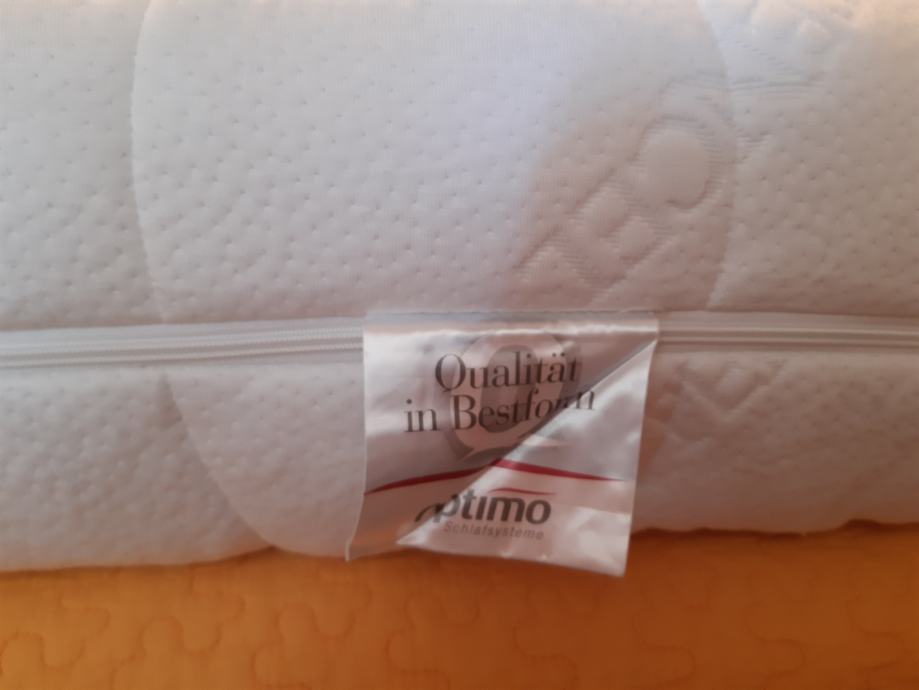 Qualität
in Bestform
optimo
Schlafsysteme